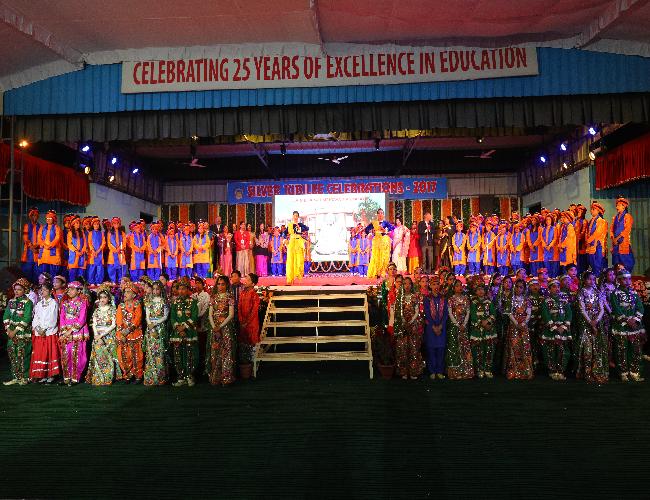 CELEBRATING 25 YEARS OF EXCELLENCE IN EDUCATION
SILVER JUBILEE CELEBRATIONS - 2017